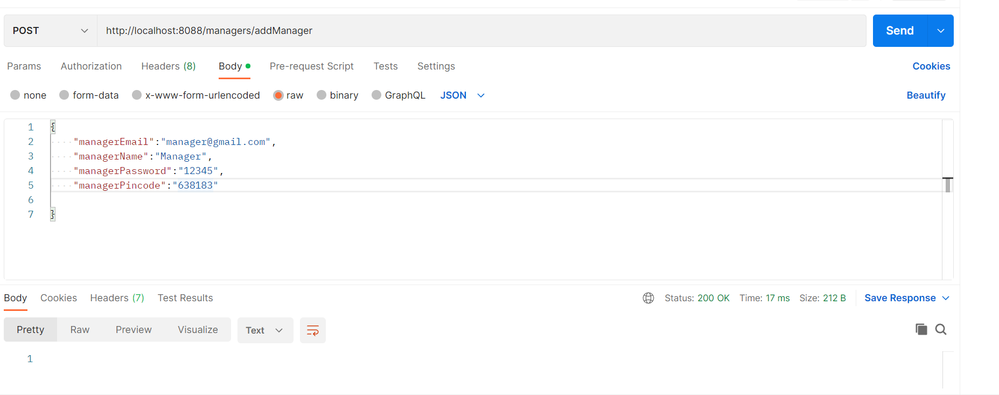 POST http://localhost:8088/managers/addManager Send
Params Authorization Headers (8) Body Pre-request Script Tests Settings Cookies
none form-data x-www-form-urlencoded raw binary GraphQL JSON Beautify
1 {
2 "managerEmail":"manager@gmail.com",
3 "managerName":"Manager",
4 "managerPassword":"12345",
5 "managerPincode":"638183"
6
7 }
Body Cookies Headers (7) Test Results Status: 200 OK Time: 17 ms Size: 212 B Save Response
Pretty Raw Preview Visualize Text
1